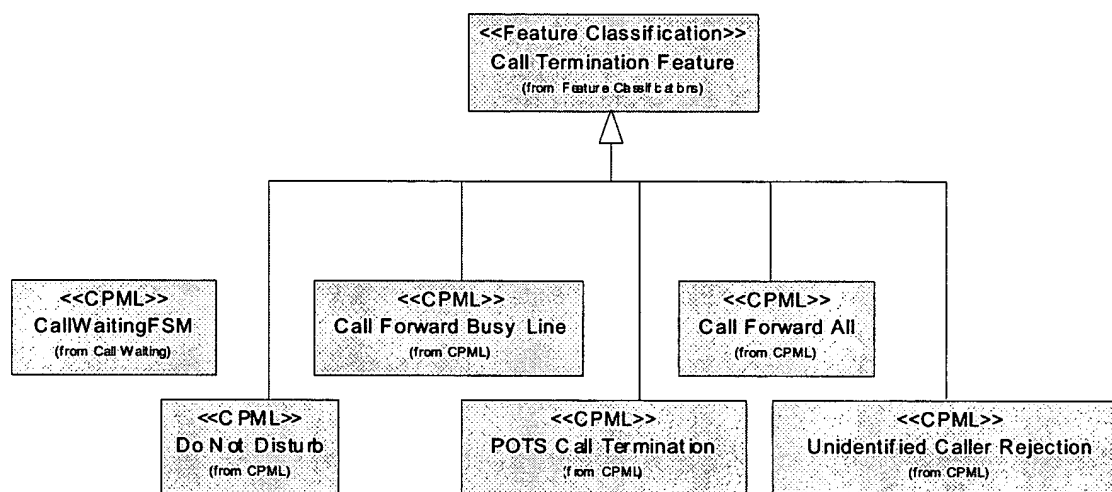 <<Feature Classification>>
Call Termination Feature
(from Feature Classifications)
<<CPML>>
CallWaitingFSM
(from Call Waiting)
<<CPML>>
Call Forward Busy Line
(from CPML)
<<CPML>>
Call Forward All
(from CPML)
<<CPML>>
Do Not Disturb
(from CPML)
<<CPML>>
POTS Call Termination
(from CPML)
<<CPML>>
Unidentified Caller Rejection
(from CPML)